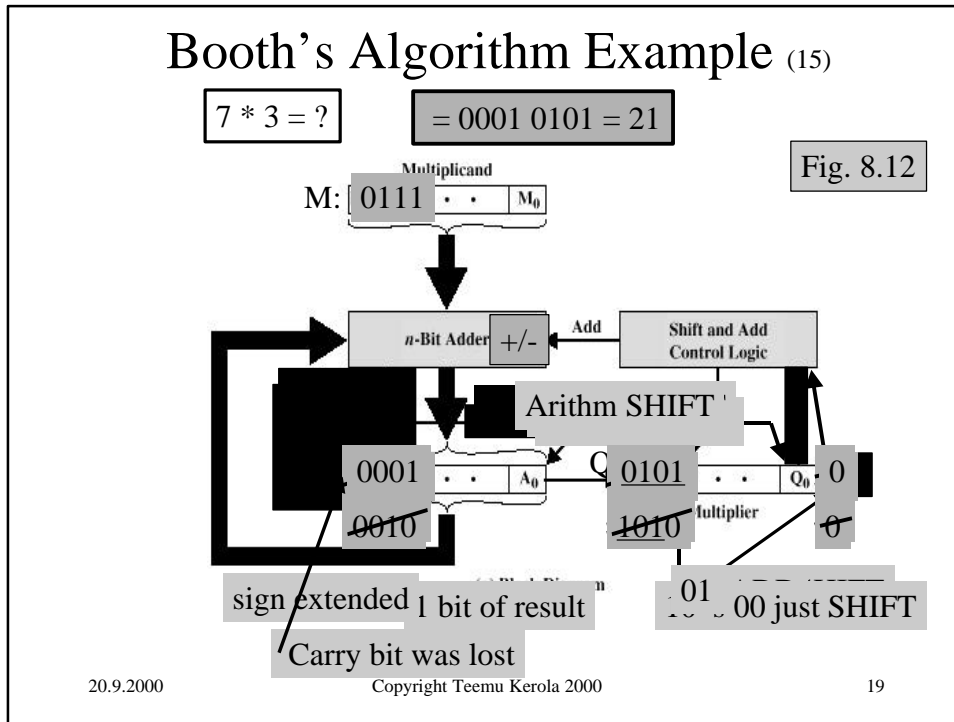 Booth's Algorithm Example (15)
7 * 3 = ?
= 0001 0101 = 21
Fig. 8.12
Multiplicand
M: 0111 · · M0
n-Bit Adder +/- Add Shift and Add
Control Logic
Arithm SHIFT
0001 · · A0 Q 0101 · · Q0 0
0010 1010 Multiplier 0
sign extended 1 bit of result 01 00 just SHIFT
Carry bit was lost
20.9.2000 Copyright Teemu Kerola 2000 19